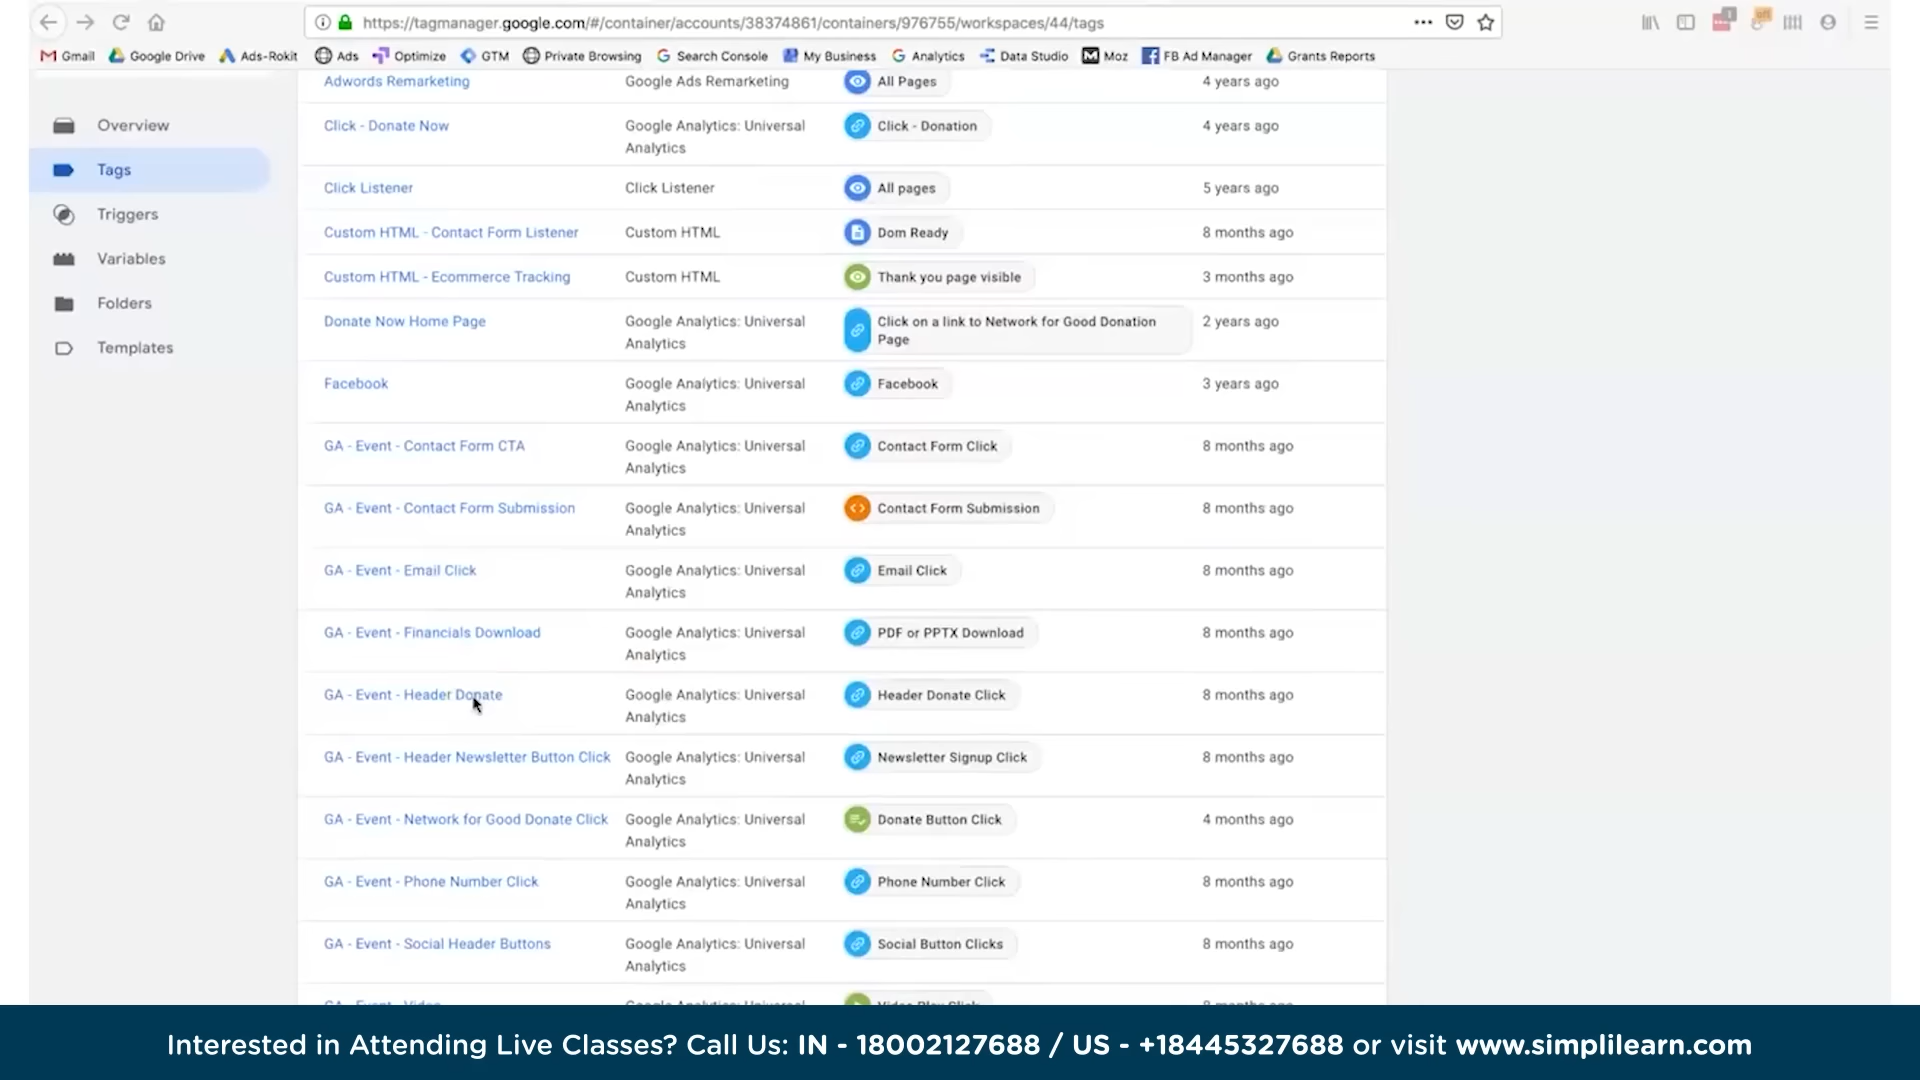 https://tagmanager.google.com/#/container/accounts/38374861/containers/976755/workspaces/44/tags
Gmail Google Drive Ads-Rokit Ads Optimize GTM Private Browsing Search Console My Business Analytics Data Studio Moz FB Ad Manager Grants Reports
Overview
Tags
Triggers
Variables
Folders
Templates
Adwords Remarketing Google Ads Remarketing All Pages 4 years ago
Click - Donate Now Google Analytics: Universal Click - Donation 4 years ago
Analytics
Click Listener Click Listener All pages 5 years ago
Custom HTML - Contact Form Listener Custom HTML Dom Ready 8 months ago
Custom HTML - Ecommerce Tracking Custom HTML Thank you page visible 3 months ago
Donate Now Home Page Google Analytics: Universal Click on a link to Network for Good Donation 2 years ago
Analytics Page
Facebook Google Analytics: Universal Facebook 3 years ago
Analytics
GA - Event - Contact Form CTA Google Analytics: Universal Contact Form Click 8 months ago
Analytics
GA - Event - Contact Form Submission Google Analytics: Universal Contact Form Submission 8 months ago
Analytics
GA - Event - Email Click Google Analytics: Universal Email Click 8 months ago
Analytics
GA - Event - Financials Download Google Analytics: Universal PDF or PPTX Download 8 months ago
Analytics
GA - Event - Header Donate Google Analytics: Universal Header Donate Click 8 months ago
Analytics
GA - Event - Header Newsletter Button Click Google Analytics: Universal Newsletter Signup Click 8 months ago
Analytics
GA - Event - Network for Good Donate Click Google Analytics: Universal Donate Button Click 4 months ago
Analytics
GA - Event - Phone Number Click Google Analytics: Universal Phone Number Click 8 months ago
Analytics
GA - Event - Social Header Buttons Google Analytics: Universal Social Button Clicks 8 months ago
Analytics
Interested in Attending Live Classes? Call Us: IN - 18002127688 / US - +18445327688 or visit www.simplilearn.com